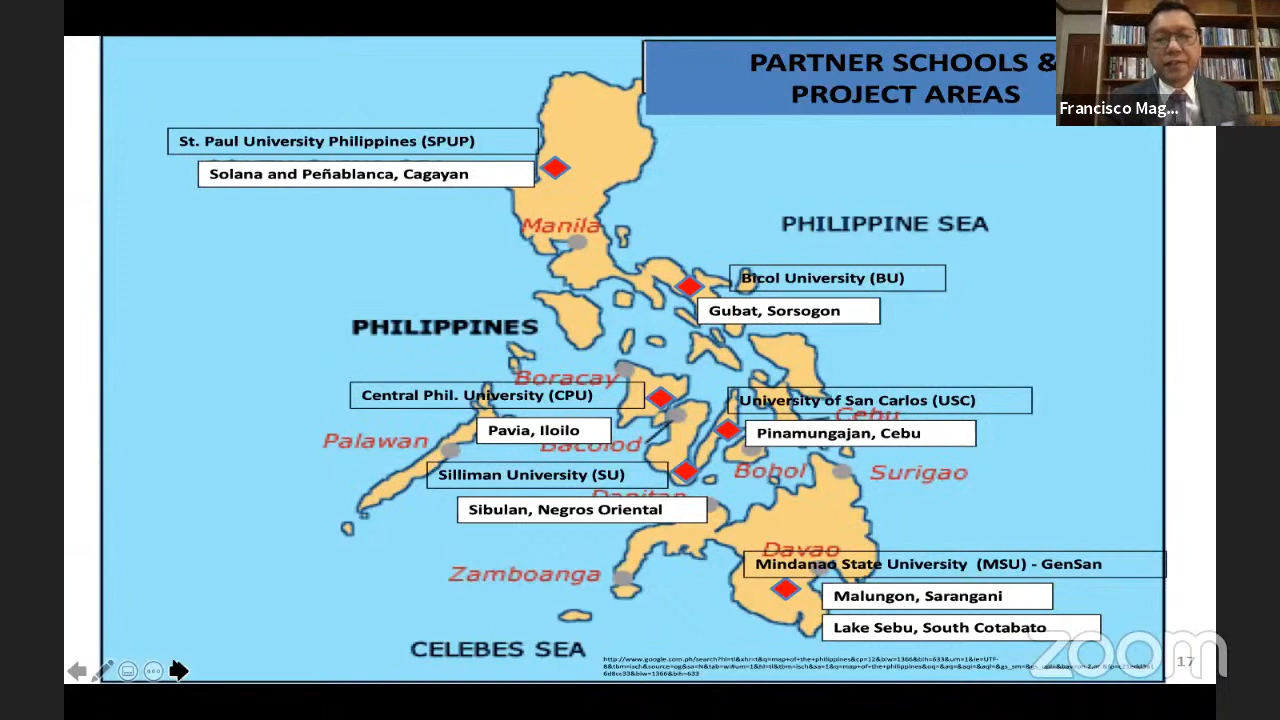 PARTNER SCHOOLS &
PROJECT AREAS
Francisco Mag...
St. Paul University Philippines (SPUP)
Solana and Peñablanca, Cagayan
Manila
PHILIPPINE SEA
Bicol University (BU)
Gubat, Sorsogon
PHILIPPINES
Boracay
Central Phil. University (CPU)
University of San Carlos (USC)
Cebu
Pavia, Iloilo
Pinamungajan, Cebu
Palawan
Bacolod
Bohol
Surigao
Silliman University (SU)
Sibulan, Negros Oriental
Davao
Mindanao State University (MSU) - GenSan
Zamboanga
Malungon, Sarangani
Lake Sebu, South Cotabato
CELEBES SEA
zoom
17